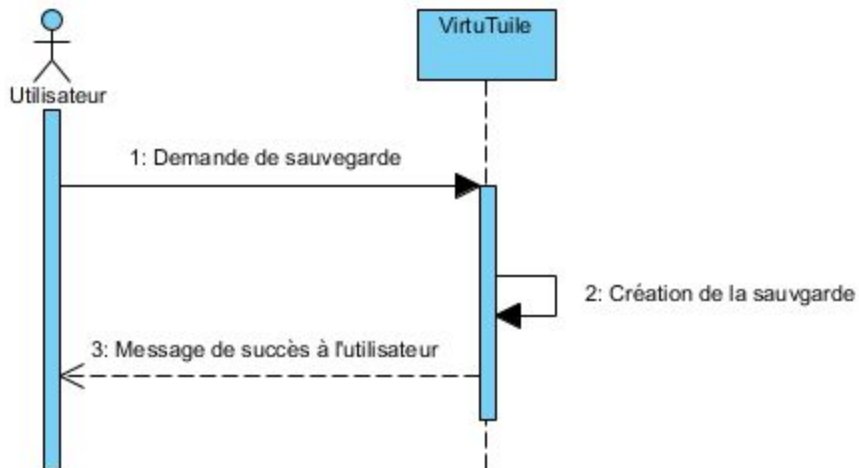 VirtuTuile
Utilisateur
1: Demande de sauvegarde
2: Création de la sauvgarde
3: Message de succès à l'utilisateur